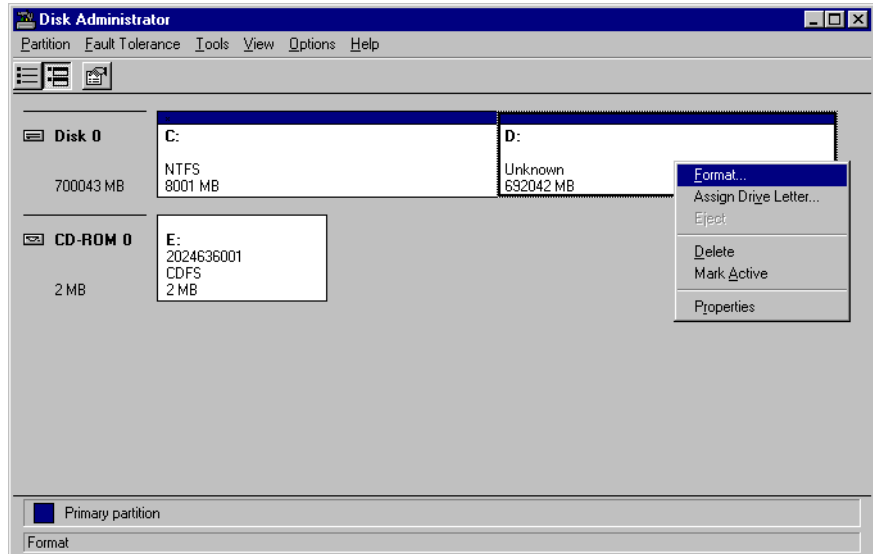 Disk Administrator
Partition Fault Tolerance Tools View Options Help
Disk 0
700043 MB
C:
NTFS
8001 MB
D:
Unknown
692042 MB
Format...
Assign Drive Letter...
Eject
Delete
Mark Active
Properties
CD-ROM 0
2 MB
E:
2024636001
CDFS
2 MB
Primary partition
Format